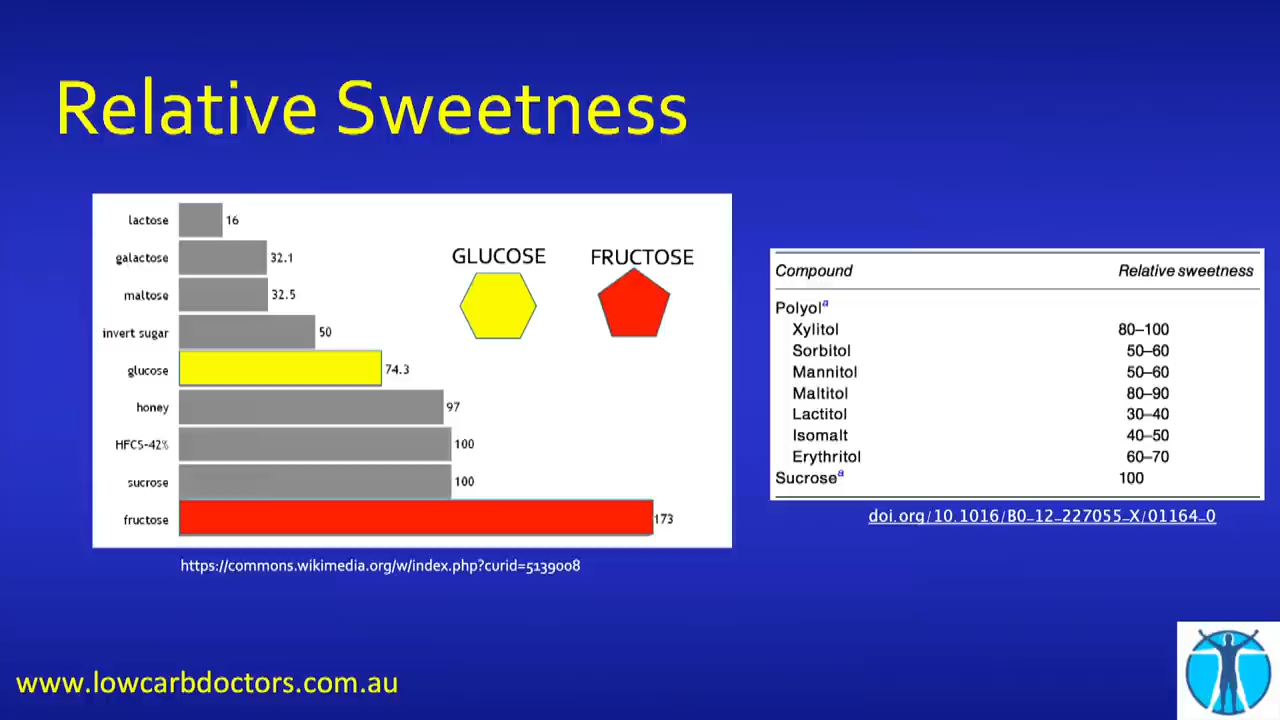 Relative Sweetness
lactose 16
galactose 32.1
maltose 32.5
invert sugar 50
glucose 74.3
honey 97
HFCS-42% 100
sucrose 100
fructose 173
GLUCOSE FRUCTOSE
https://commons.wikimedia.org/w/index.php?curid=5139008
Compound Relative sweetness
Polyol^a
Xylitol 80–100
Sorbitol 50–60
Mannitol 50–60
Maltitol 80–90
Lactitol 30–40
Isomalt 40–50
Erythritol 60–70
Sucrose^a 100
doi.org/10.1016/B0-12-227055-X/01164-0
www.lowcarbdoctors.com.au